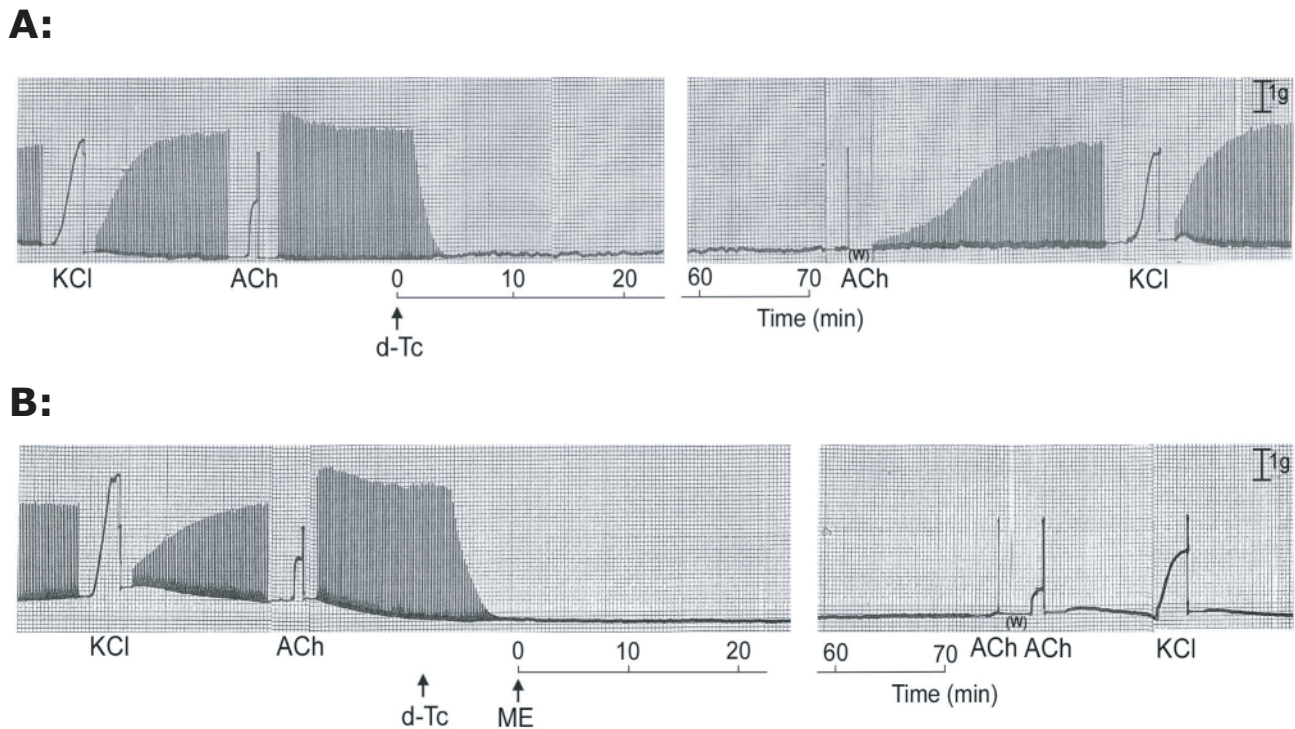 A:
1g
(W)
KCl ACh 0 10 20 60 70 ACh KCl
Time (min)
d-Tc
B:
1g
(W)
KCl ACh 0 10 20 60 70 ACh ACh KCl
Time (min)
d-Tc ME